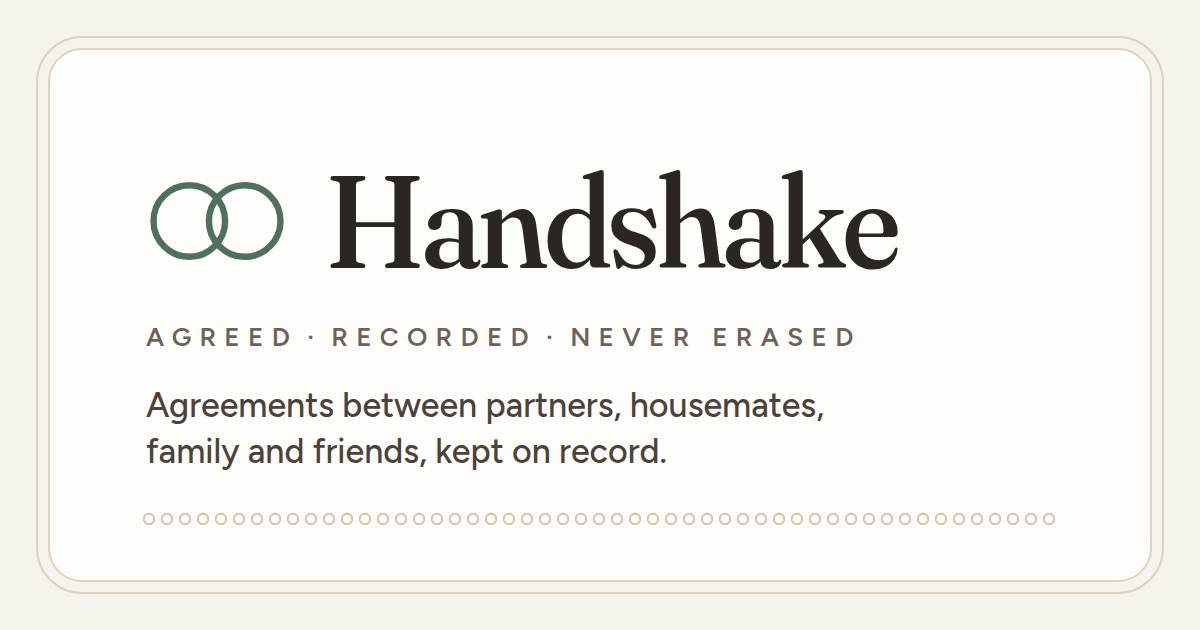 Handshake
AGREED · RECORDED · NEVER ERASED
Agreements between partners, housemates,
family and friends, kept on record.